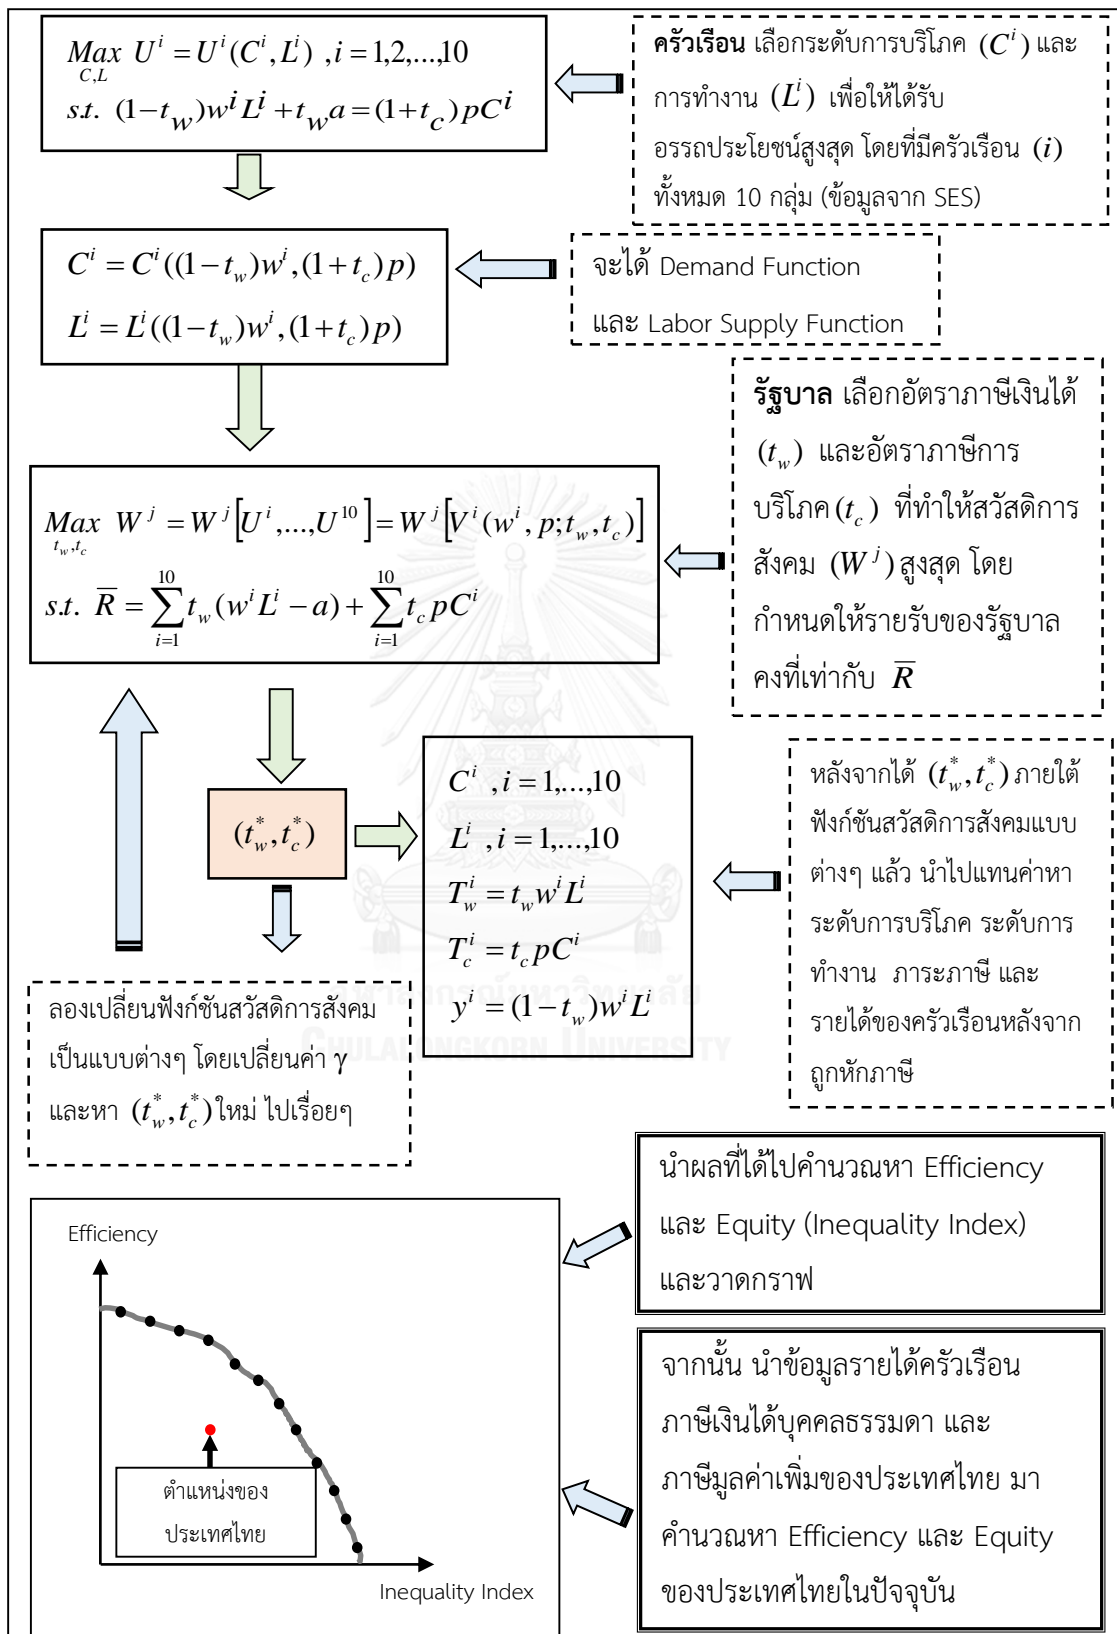 Max U^i = U^i(C^i, L^i) , i = 1,2,...,10
C,L
s.t. (1−t_w)w^i L^i + t_w a = (1+t_c) pC^i
ครัวเรือน เลือกระดับการบริโภค (C^i) และ
การทำงาน (L^i) เพื่อให้ได้รับ
อรรถประโยชน์สูงสุด โดยที่มีครัวเรือน (i)
ทั้งหมด 10 กลุ่ม (ข้อมูลจาก SES)
C^i = C^i((1−t_w)w^i, (1+t_c)p)
L^i = L^i((1−t_w)w^i, (1+t_c)p)
จะได้ Demand Function
และ Labor Supply Function
Max W^j = W^j[U^i,...,U^10] = W^j[V^i(w^i, p; t_w, t_c)]
t_w,t_c
s.t. R̅ = ∑_{i=1}^{10} t_w(w^i L^i − a) + ∑_{i=1}^{10} t_c pC^i
รัฐบาล เลือกอัตราภาษีเงินได้
(t_w) และอัตราภาษีการ
บริโภค(t_c) ที่ทำให้สวัสดิการ
สังคม (W^j) สูงสุด โดย
กำหนดให้รายรับของรัฐบาล
คงที่เท่ากับ R̅
(t_w^*, t_c^*)
C^i , i = 1,...,10
L^i , i = 1,...,10
T_w^i = t_w w^i L^i
T_c^i = t_c pC^i
y^i = (1−t_w)w^i L^i
หลังจากได้ (t_w^*, t_c^*) ภายใต้
ฟังก์ชันสวัสดิการสังคมแบบ
ต่างๆ แล้ว นำไปแทนค่าหา
ระดับการบริโภค ระดับการ
ทำงาน ภาระภาษี และ
รายได้ของครัวเรือนหลังจาก
ถูกหักภาษี
ลองเปลี่ยนฟังก์ชันสวัสดิการสังคม
เป็นแบบต่างๆ โดยเปลี่ยนค่า γ
และหา (t_w^*, t_c^*) ใหม่ ไปเรื่อยๆ
จุฬาลงกรณ์มหาวิทยาลัย
CHULALONGKORN UNIVERSITY
นำผลที่ได้ไปคำนวณหา Efficiency
และ Equity (Inequality Index)
และวาดกราฟ
Efficiency
ตำแหน่งของ
ประเทศไทย
Inequality Index
จากนั้น นำข้อมูลรายได้ครัวเรือน
ภาษีเงินได้บุคคลธรรมดา และ
ภาษีมูลค่าเพิ่มของประเทศไทย มา
คำนวณหา Efficiency และ Equity
ของประเทศไทยในปัจจุบัน